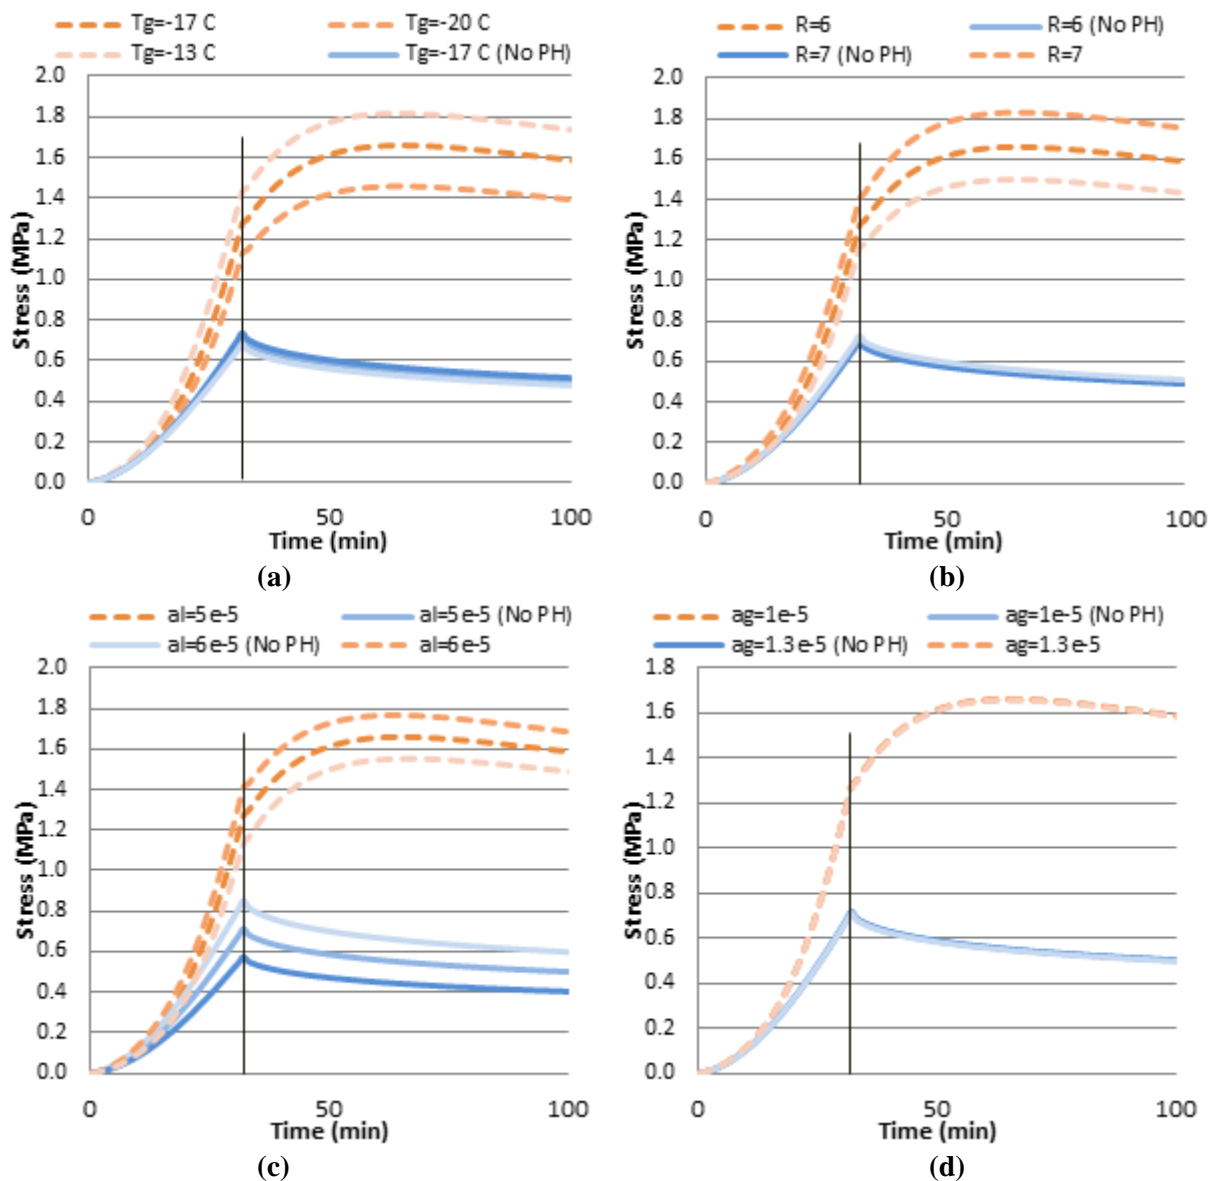 Tg=-17 C Tg=-20 C
Tg=-13 C Tg=-17 C (No PH)
2.0
1.8
1.6
1.4
1.2
1.0
0.8
0.6
0.4
0.2
0.0
Stress (MPa)
0 50 100
Time (min)
(a)
R=6 R=6 (No PH)
R=7 (No PH) R=7
2.0
1.8
1.6
1.4
1.2
1.0
0.8
0.6
0.4
0.2
0.0
Stress (MPa)
0 50 100
Time (min)
(b)
al=5e-5 al=5e-5 (No PH)
al=6e-5 (No PH) al=6e-5
2.0
1.8
1.6
1.4
1.2
1.0
0.8
0.6
0.4
0.2
0.0
Stress (MPa)
0 50 100
Time (min)
(c)
ag=1e-5 ag=1e-5 (No PH)
ag=1.3e-5 (No PH) ag=1.3e-5
1.8
1.6
1.4
1.2
1.0
0.8
0.6
0.4
0.2
0.0
Stress (MPa)
0 50 100
Time (min)
(d)